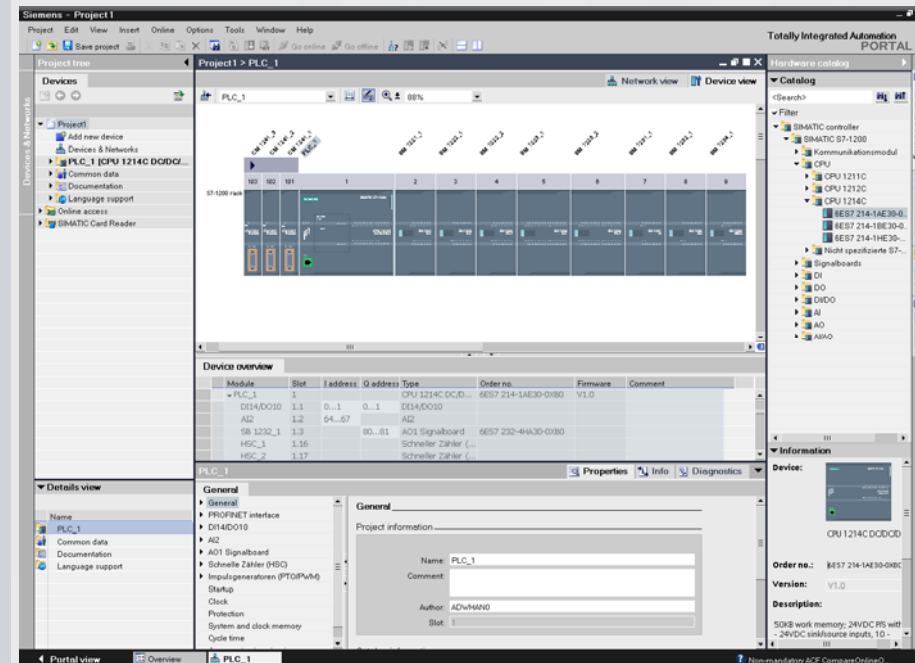 Siemens - Project1
Project Edit View Insert Online Options Tools Window Help
Totally Integrated Automation
PORTAL
Save project
Go online
Go offline
Project tree
Devices
Devices & Networks
Project1
Add new device
Devices & Networks
PLC_1 [CPU 1214C DC/DC/...
Common data
Documentation
Language support
Online access
SIMATIC Card Reader
Details view
Name
PLC_1
Common data
Documentation
Language support
Project1 > PLC_1
Network view
Device view
PLC_1
88%
PLC_1
103 102 101 1 2 3 4 5 6 7 8 9
S7-1200 rack
Device overview
Module Slot I address Q address Type Order no. Firmware Comment
PLC_1 1 CPU 1214C DC/D... 6ES7 214-1AE30-0XB0 V1.0
DI14/DO10 1.1 0...1 0...1 DI14/DO10
AI2 1.2 64...67 AI2
SB 1232_1 1.3 80...81 AO1 Signalboard 6ES7 232-4HA30-0XB0
HSC_1 1.16 Schneller Zähler (...
HSC_2 1.17 Schneller Zähler (...
PLC_1
Properties
Info
Diagnostics
General
General
PROFINET interface
DI14/DO10
AI2
AO1 Signalboard
Schnelle Zähler (HSC)
Impulsgeneratoren (PTO/PWM)
Startup
Clock
Protection
System and clock memory
Cycle time
General
Project information
Name: PLC_1
Comment:
Author: ADWHAN0
Slot: 1
Hardware catalog
Catalog
<Search>
Filter
SIMATIC controller
SIMATIC S7-1200
Kommunikationsmodul
CPU
CPU 1211C
CPU 1212C
CPU 1214C
6ES7 214-1AE30-0...
6ES7 214-1BE30-0...
6ES7 214-1HE30-...
Nicht spezifizierte S7-...
Signalboards
DI
DO
DI/DO
AI
AO
AI/AO
Information
Device:
CPU 1214C DC/DC/D
Order no.: 6ES7 214-1AE30-0XBC
Version: V1.0
Description:
50KB work memory; 24VDC P/S with
- 24VDC sink/source inputs, 10 -
Portal view
Overview
PLC_1
Non-mandatory ACF CompareOnlineO...